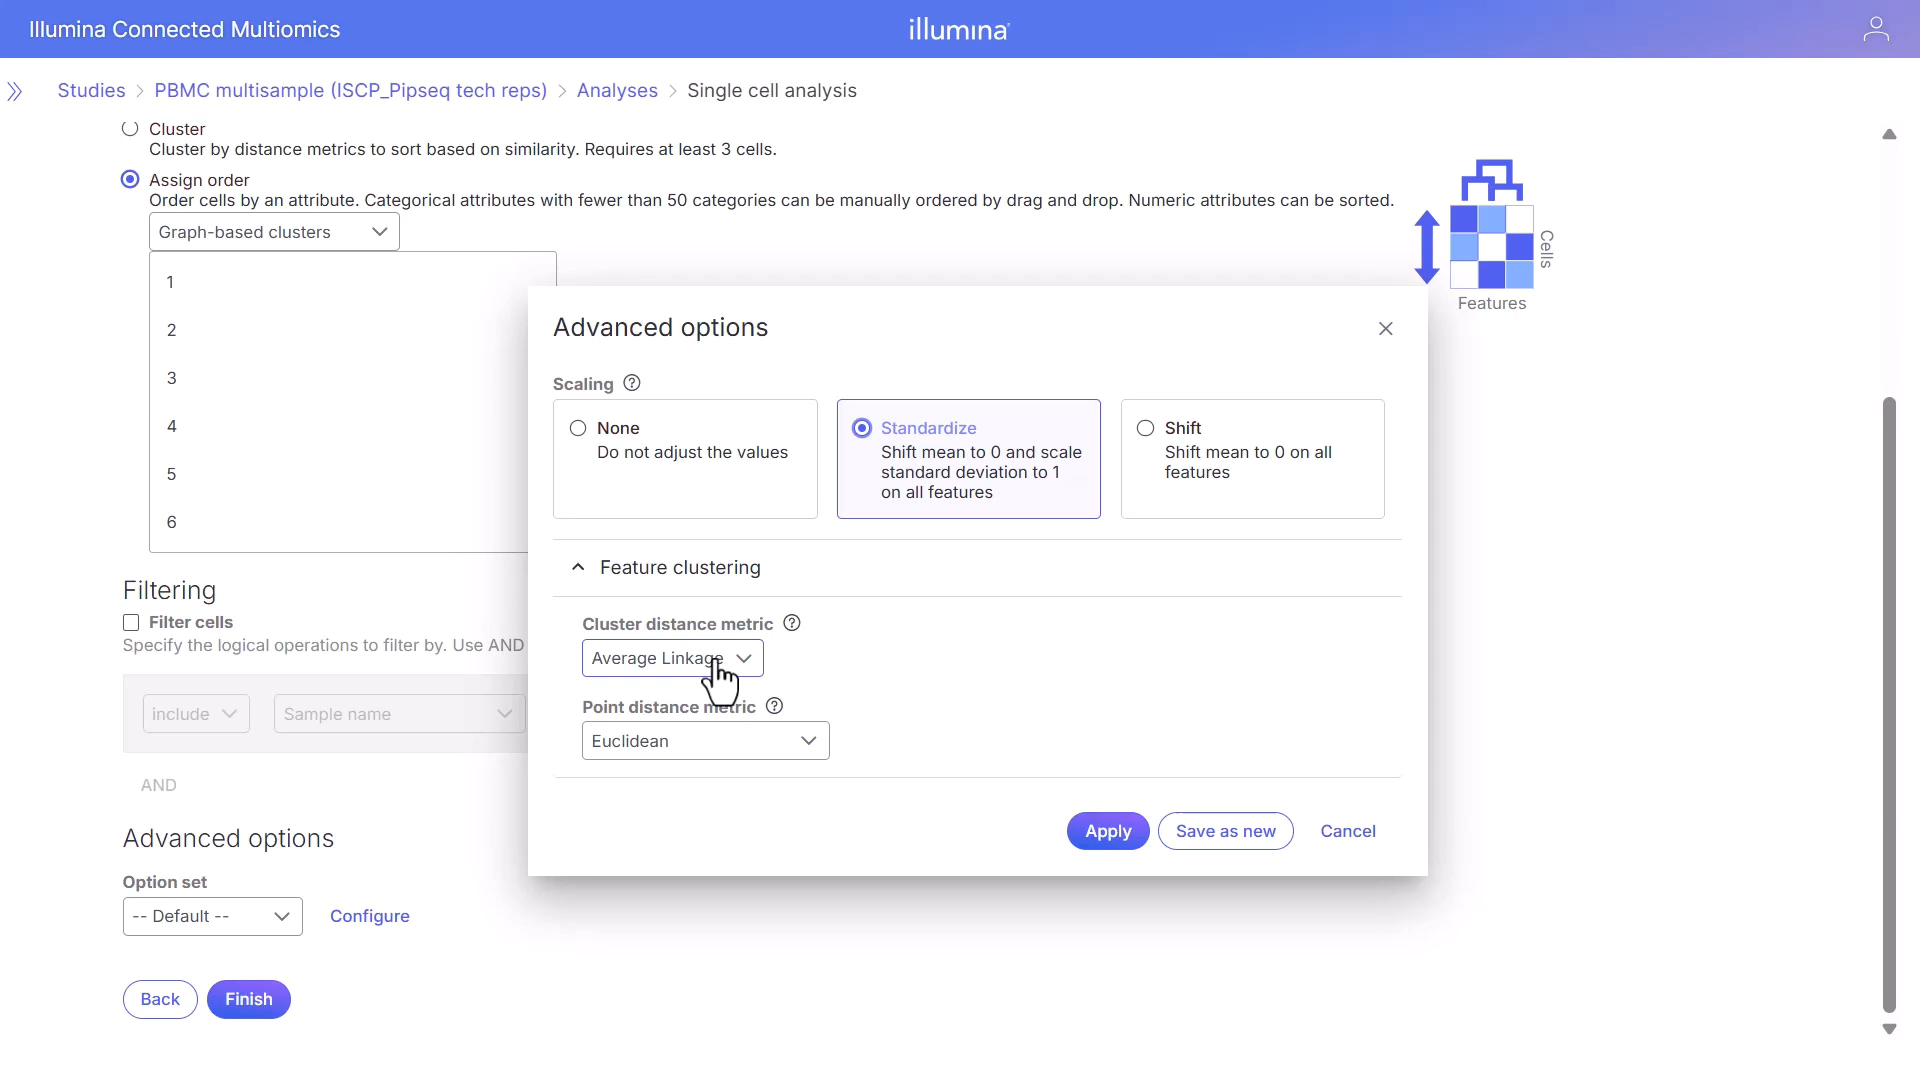 Illumina Connected Multiomics
illumina
Studies > PBMC multisample (ISCP_Pipseq tech reps) > Analyses > Single cell analysis
Cluster
Cluster by distance metrics to sort based on similarity. Requires at least 3 cells.
Assign order
Order cells by an attribute. Categorical attributes with fewer than 50 categories can be manually ordered by drag and drop. Numeric attributes can be sorted.
Graph-based clusters
1
2
3
4
5
6
Cells
Features
Filtering
Filter cells
Specify the logical operations to filter by. Use AND
include
Sample name
AND
Advanced options
Option set
-- Default --
Configure
Back
Finish
Advanced options
Scaling
None
Do not adjust the values
Standardize
Shift mean to 0 and scale
standard deviation to 1
on all features
Shift
Shift mean to 0 on all
features
Feature clustering
Cluster distance metric
Average Linkage
Point distance metric
Euclidean
Apply
Save as new
Cancel